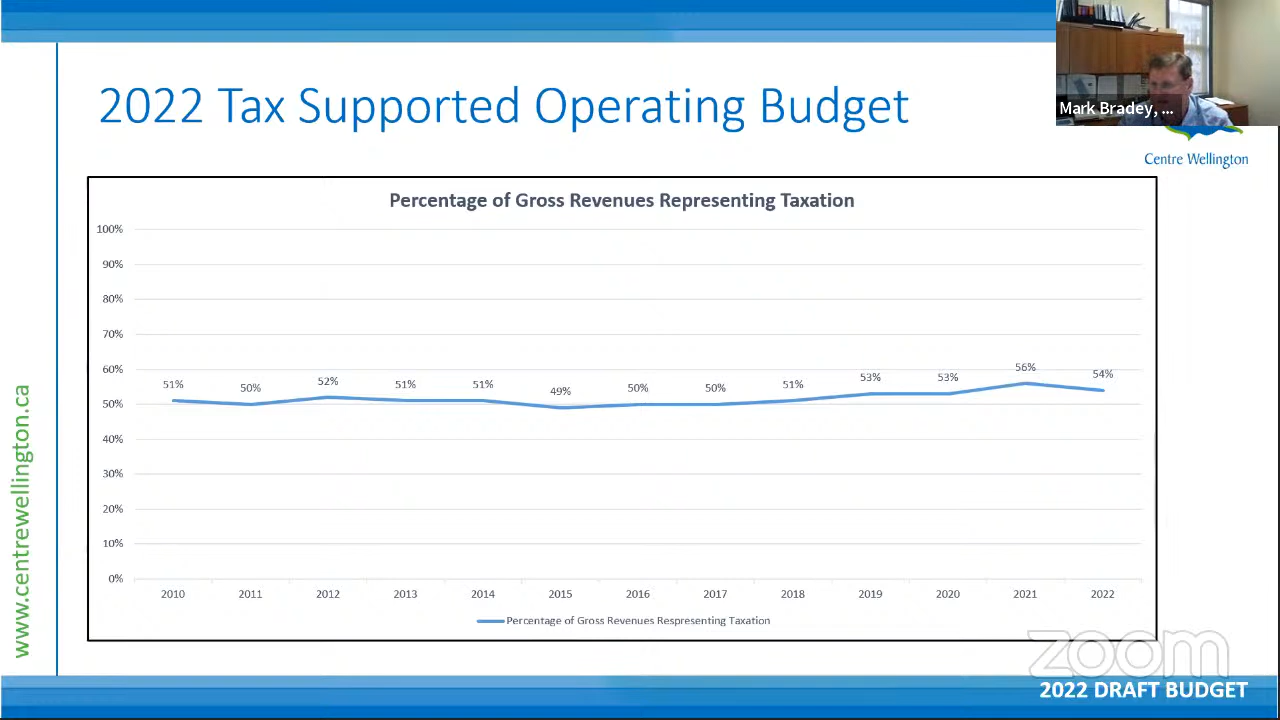 2022 Tax Supported Operating Budget
Mark Bradey, ...
Centre Wellington
www.centrewellington.ca
Percentage of Gross Revenues Representing Taxation
100%
90%
80%
70%
60%
50%
40%
30%
20%
10%
0%
51%
50%
52%
51%
51%
49%
50%
50%
51%
53%
53%
56%
54%
2010 2011 2012 2013 2014 2015 2016 2017 2018 2019 2020 2021 2022
Percentage of Gross Revenues Respresenting Taxation
zoom
2022 DRAFT BUDGET